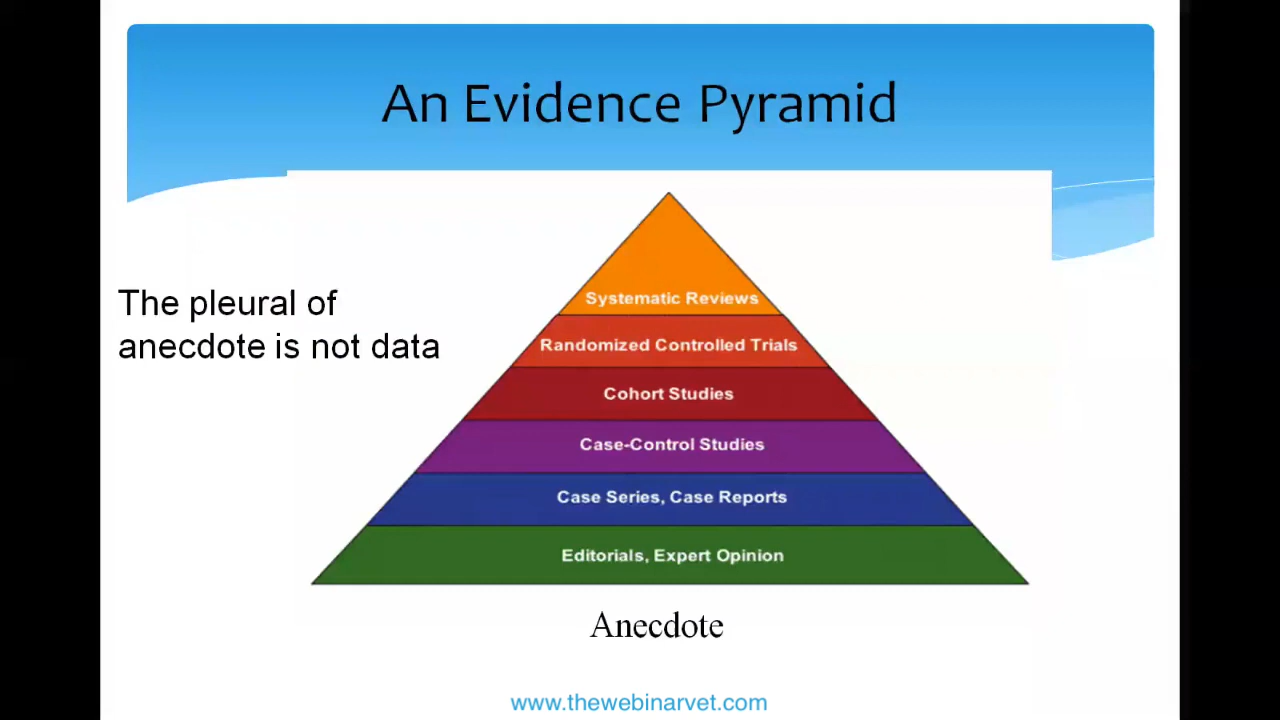 An Evidence Pyramid
The pleural of
anecdote is not data
Systematic Reviews
Randomized Controlled Trials
Cohort Studies
Case-Control Studies
Case Series, Case Reports
Editorials, Expert Opinion
Anecdote
www.thewebinarvet.com